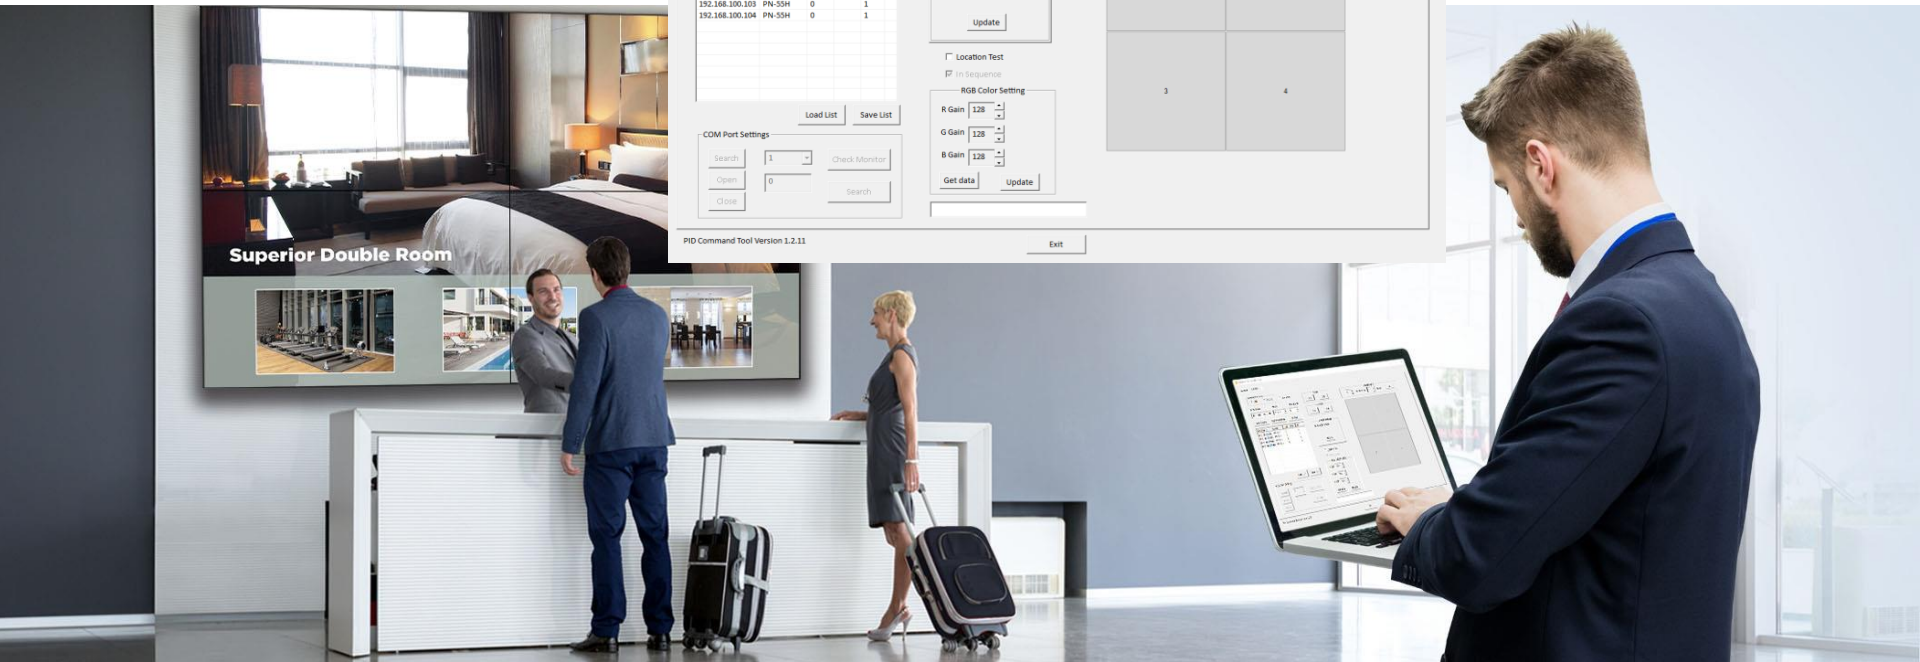 192.168.100.103 PN-55H 0 1
192.168.100.104 PN-55H 0 1
Update
Location Test
In Sequence
RGB Color Setting
R Gain 128
G Gain 128
B Gain 128
Get data Update
Load List Save List
COM Port Settings
Search 1 Check Monitor
Open 0 Search
Close
3 4
PID Command Tool Version 1.2.11
Exit
Superior Double Room